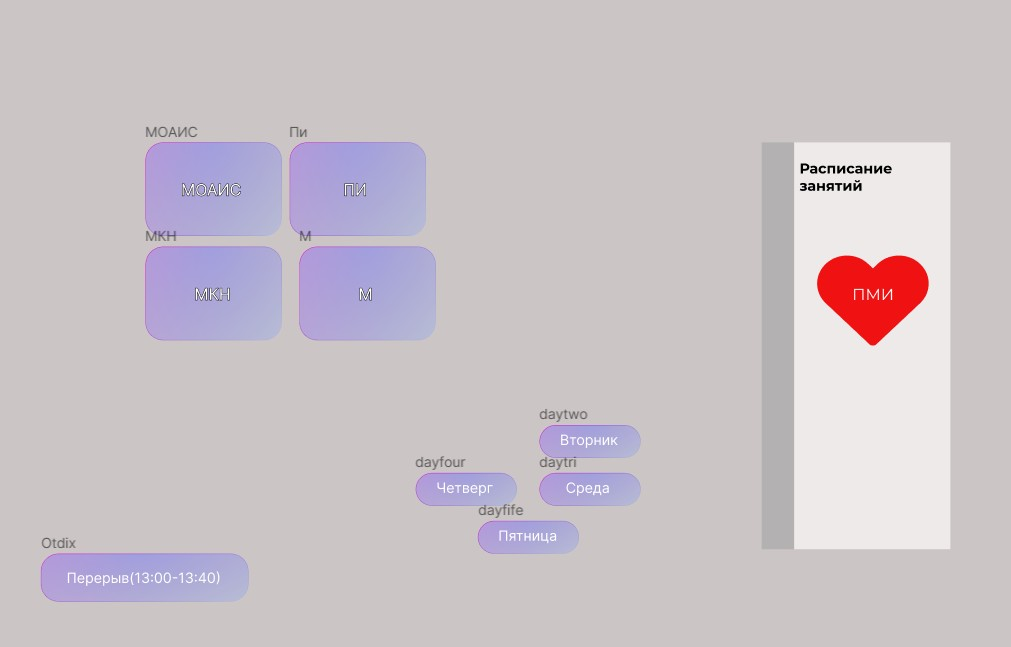 МОАИС
Пи
МОАИС
ПИ
МКН
М
МКН
М
Расписание
занятий
ПМИ
daytwo
Вторник
dayfour
daytri
Четверг
Среда
dayfife
Пятница
Otdix
Перерыв(13:00-13:40)